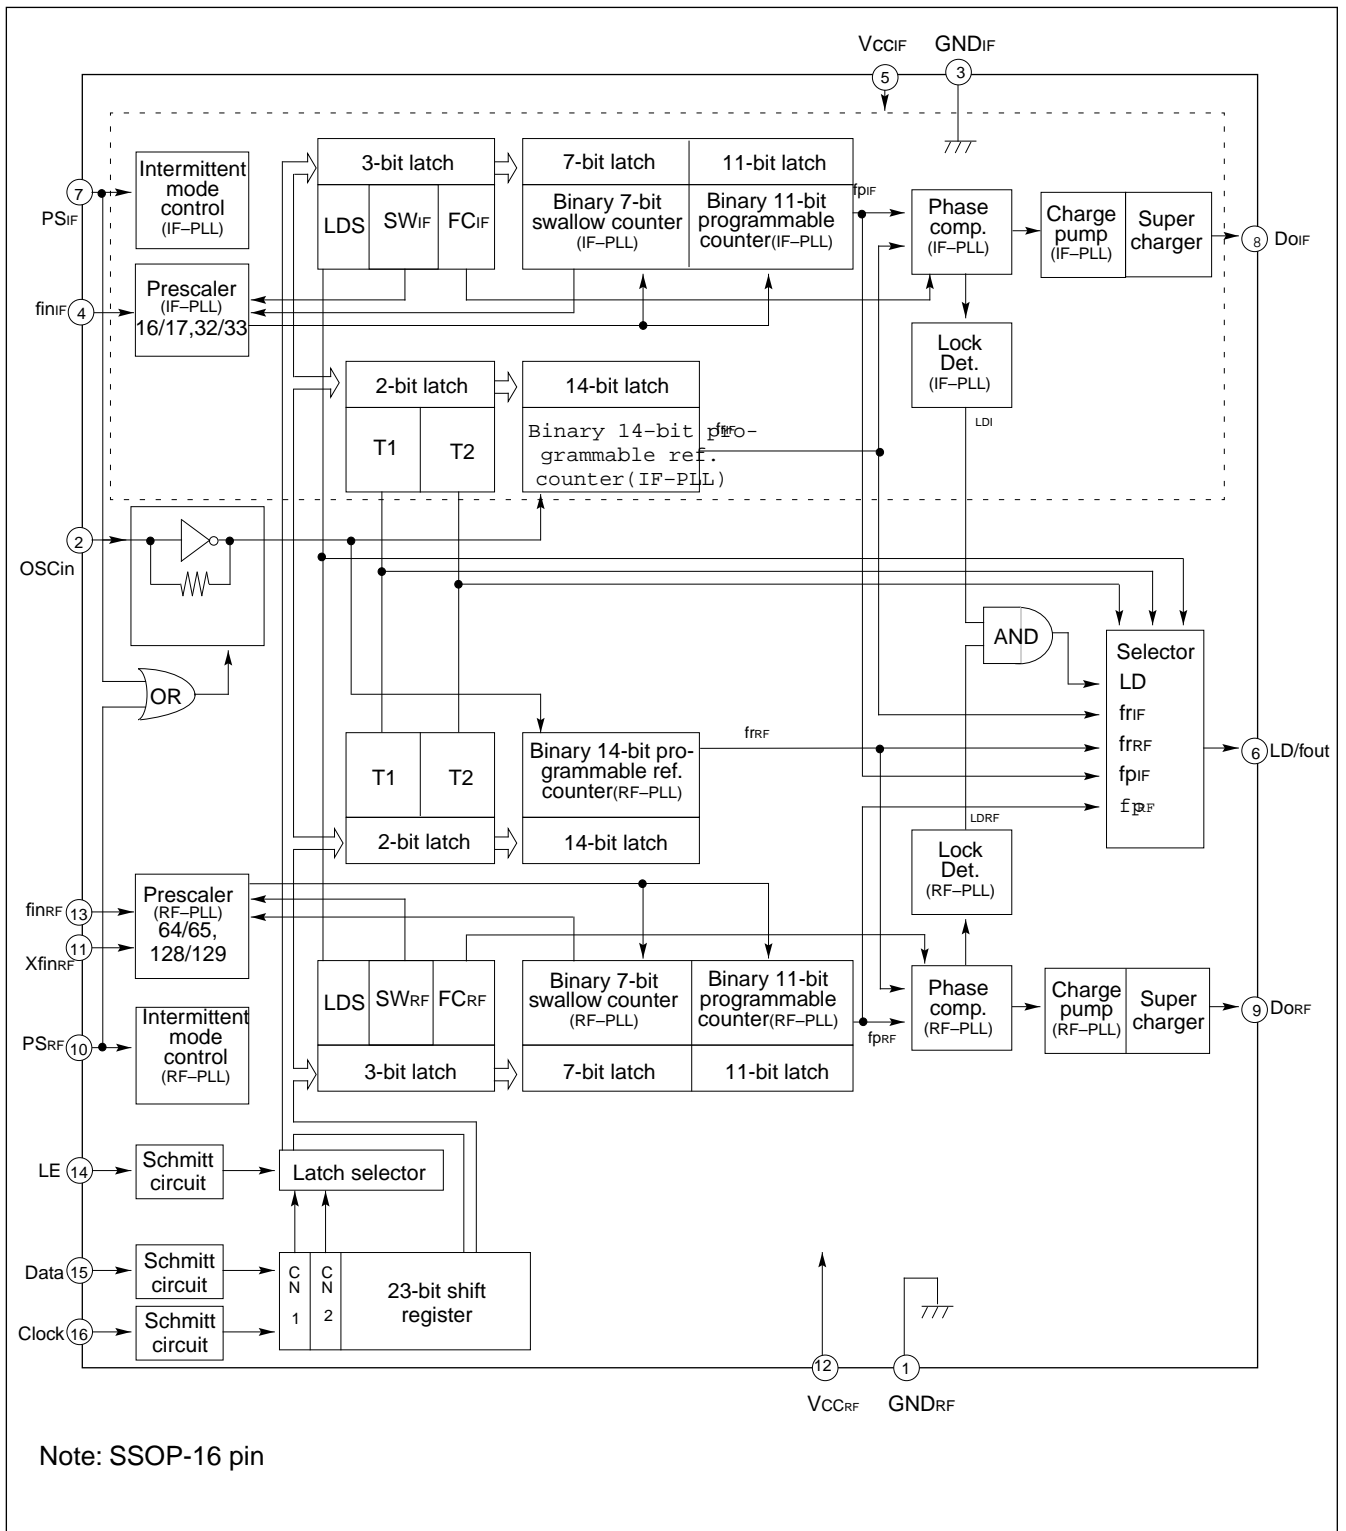 VccIF GNDIF
5 3
Intermittent
mode
control
(IF–PLL)
3-bit latch
7-bit latch
11-bit latch
7
PSIF
LDS
SWIF
FCIF
Binary 7-bit
swallow counter
(IF–PLL)
Binary 11-bit
programmable
counter(IF–PLL)
fpIF
Phase
comp.
(IF–PLL)
Charge
pump
(IF–PLL)
Super
charger
8 DoIF
finIF 4
Prescaler
(IF–PLL)
16/17,32/33
Lock
Det.
(IF–PLL)
LDI
2-bit latch
14-bit latch
T1
T2
Binary 14–bit pro-
grammable ref.
counter(IF–PLL)
frIF
2
OSCin
OR
AND
Selector
LD
frIF
frRF
fpIF
fpRF
6 LD/fout
T1
T2
Binary 14-bit pro-
grammable ref.
counter(RF–PLL)
frRF
2-bit latch
14-bit latch
LDRF
Lock
Det.
(RF–PLL)
finRF 13
11
XfinRF
Prescaler
(RF–PLL)
64/65,
128/129
LDS
SWRF
FCRF
Binary 7-bit
swallow counter
(RF–PLL)
Binary 11-bit
programmable
counter(RF–PLL)
fpRF
Phase
comp.
(RF–PLL)
Charge
pump
(RF–PLL)
Super
charger
9 DoRF
PSRF 10
Intermittent
mode
control
(RF–PLL)
3-bit latch
7-bit latch
11-bit latch
LE 14
Schmitt
circuit
Latch selector
Data 15
Schmitt
circuit
C
N
1
C
N
2
23-bit shift
register
Clock 16
Schmitt
circuit
12 1
VCCRF GNDRF
Note: SSOP-16 pin